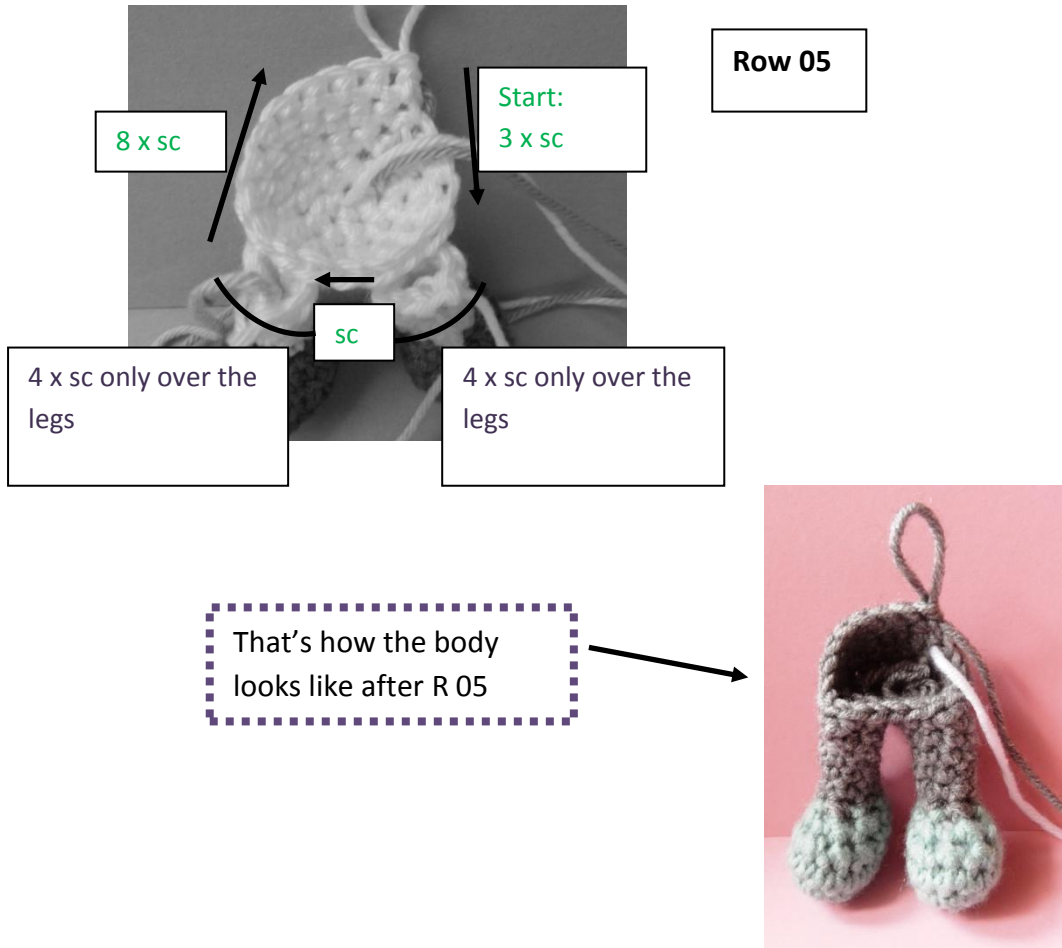 Row 05
Start:
3 x sc
8 x sc
sc
4 x sc only over the
legs
4 x sc only over the
legs
That’s how the body
looks like after R 05